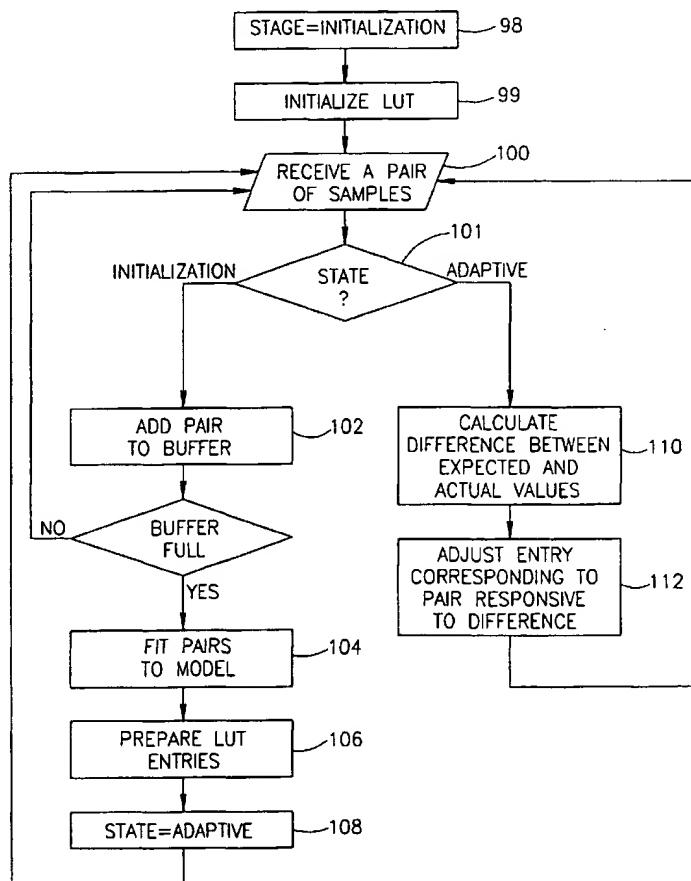 STAGE=INITIALIZATION
98
INITIALIZE LUT
99
RECEIVE A PAIR
OF SAMPLES
100
101
INITIALIZATION
STATE
?
ADAPTIVE
ADD PAIR
TO BUFFER
102
CALCULATE
DIFFERENCE BETWEEN
EXPECTED AND
ACTUAL VALUES
110
NO
BUFFER
FULL
YES
ADJUST ENTRY
CORRESPONDING TO
PAIR RESPONSIVE
TO DIFFERENCE
112
FIT PAIRS
TO MODEL
104
PREPARE LUT
ENTRIES
106
STATE=ADAPTIVE
108